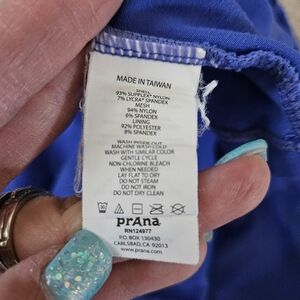 MADE IN TAIWAN
SHELL
93% SUPPLEX® NYLON
7% LYCRA® SPANDEX
MESH
94% NYLON
6% SPANDEX
LINING
92% POLYESTER
8% SPANDEX
WASH INSIDE OUT
MACHINE WASH COLD
WASH WITH SIMILAR COLOR
GENTLE CYCLE
NON-CHLORINE BLEACH
WHEN NEEDED
LAY FLAT TO DRY
DO NOT STEAM
DO NOT IRON
DO NOT DRY CLEAN
30
prAna
RN124977
P.O. BOX 130430
CARLSBAD, CA 92013
www.prana.com